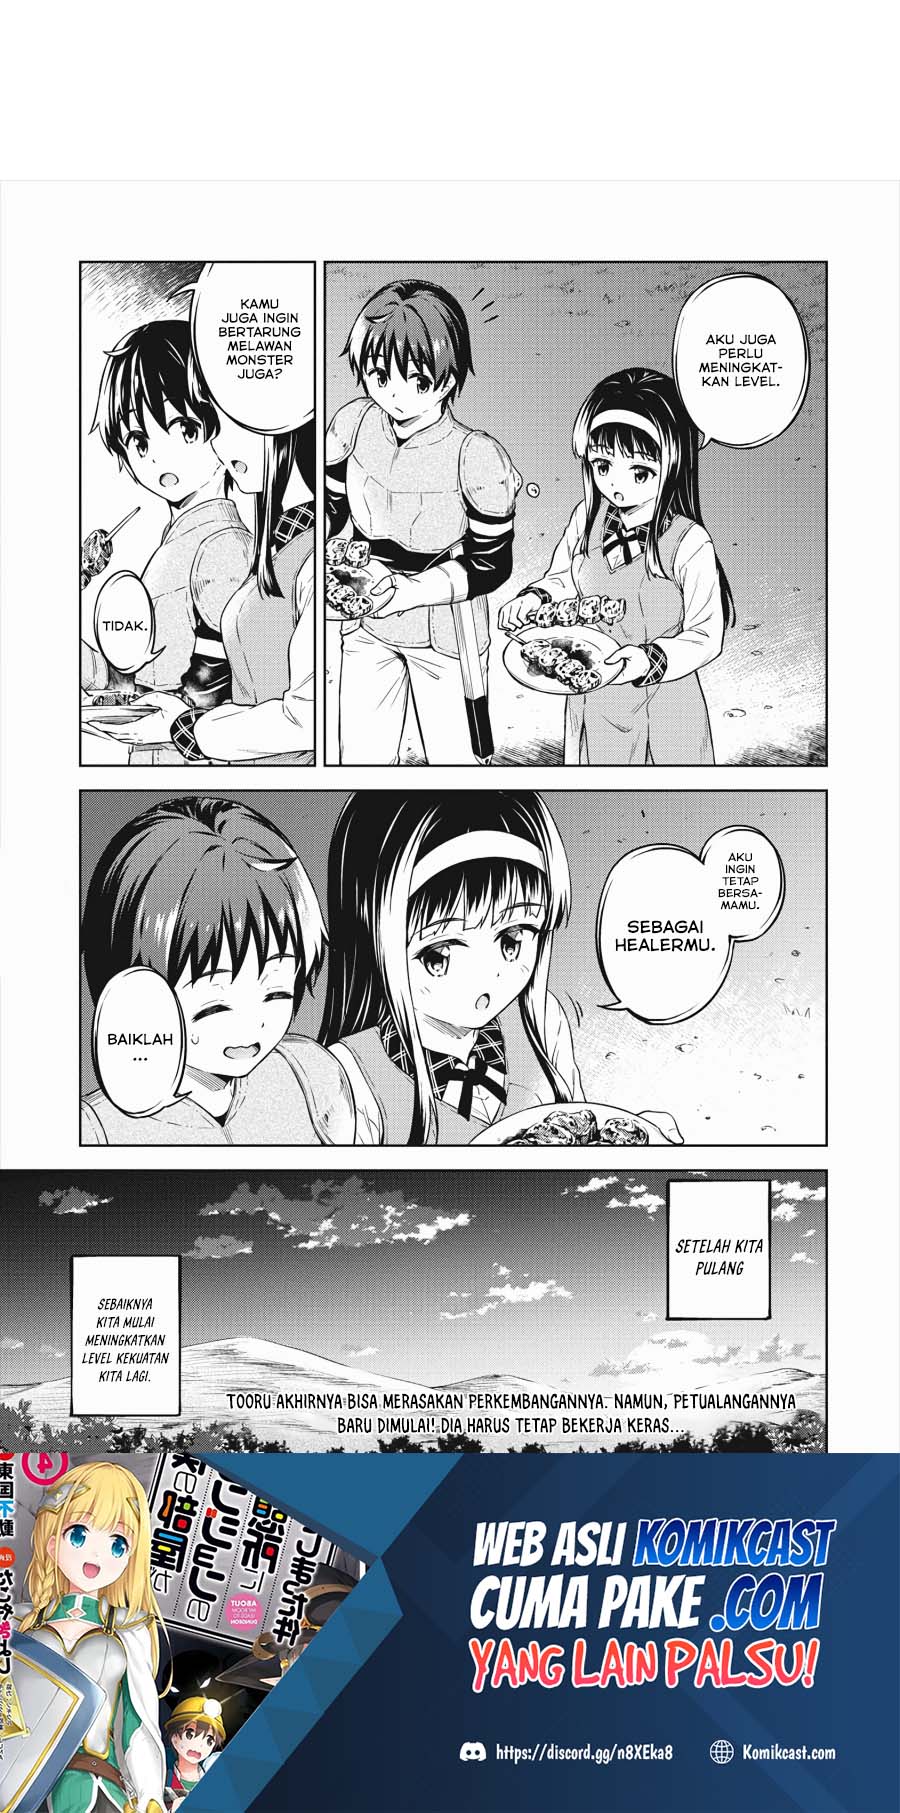 AKU JUGA
PERLU
MENINGKAT-
KAN LEVEL.
KAMU
JUGA INGIN
BERTARUNG
MELAWAN
MONSTER
JUGA?
TIDAK.
AKU
INGIN
TETAP
BERSA-
MAMU.
SEBAGAI
HEALERMU.
BAIKLAH
...
SETELAH KITA
PULANG
SEBAIKNYA
KITA MULAI
MENINGKATKAN
LEVEL KEKUATAN
KITA LAGI.
TOORU AKHIRNYA BISA MERASAKAN PERKEMBANGANNYA. NAMUN, PETUALANGANNYA
BARU DIMULAI! DIA HARUS TETAP BEKERJA KERAS...
4
WEB ASLI KOMIKCAST
CUMA PAKE .COM
YANG LAIN PALSU!
https://discord.gg/n8XEka8
Komikcast.com